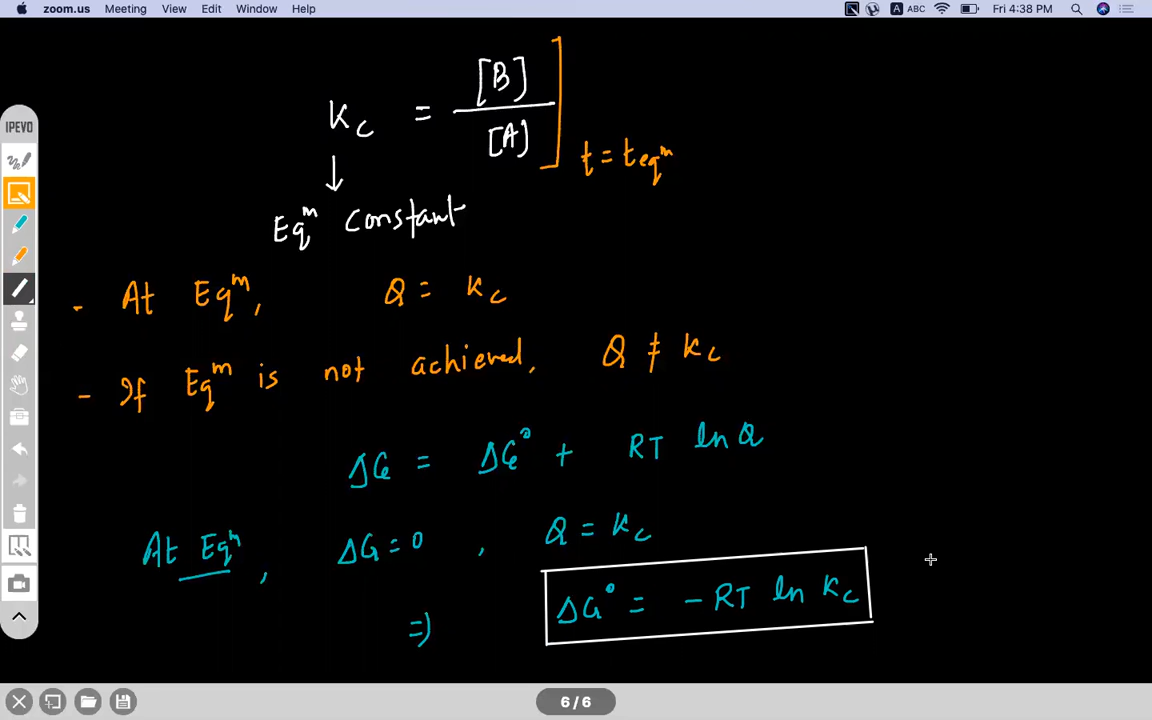 zoom.us Meeting View Edit Window Help ABC Fri 4:38 PM
IPEVO
Kc = [B] / [A] ] t = t eqᵐ
↓
Eqᵐ constant
- At Eqᵐ, Q = Kc
- If Eqᵐ is not achieved, Q ≠ Kc
ΔG = ΔG° + RT ln Q
At Eqᵐ, ΔG = 0, Q = Kc
⇒ ΔG° = - RT ln Kc
6 / 6